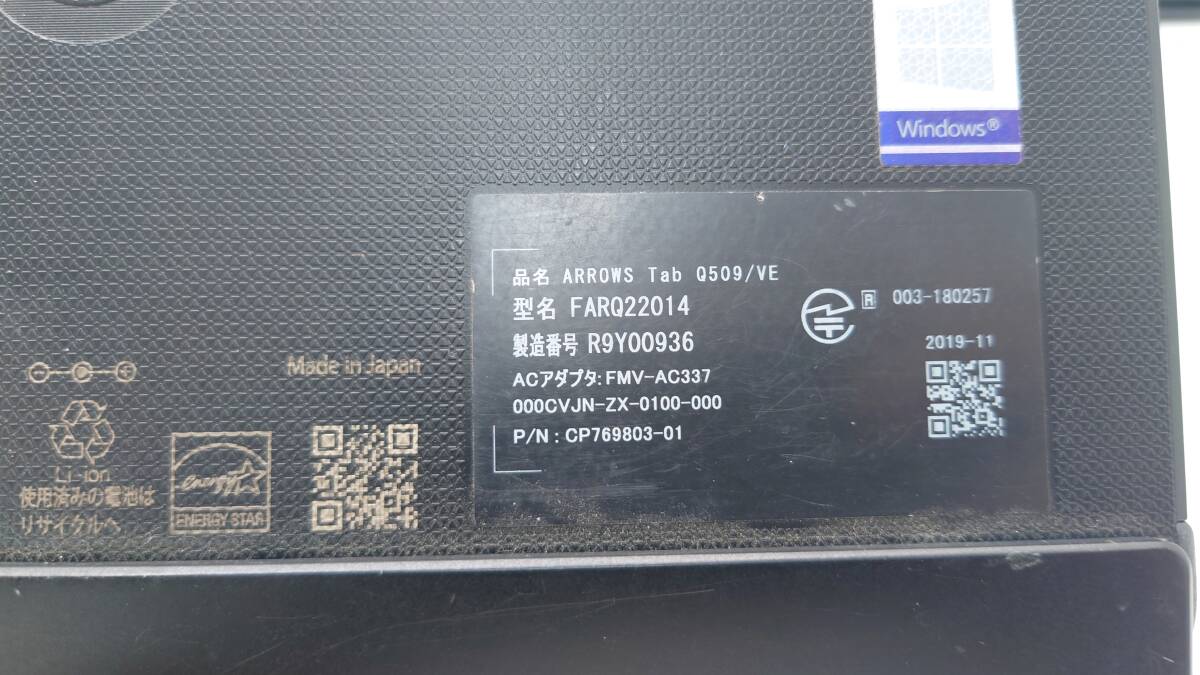 Windows®
品名 ARROWS Tab Q509/VE
型名 FARQ22014
製造番号 R9Y00936
ACアダプタ:FMV-AC337
000CVJN-ZX-0100-000
P/N : CP769803-01
R 003-180257
2019-11
Made in Japan
Li-ion
使用済みの電池は
リサイクルへ
energy
ENERGY STAR